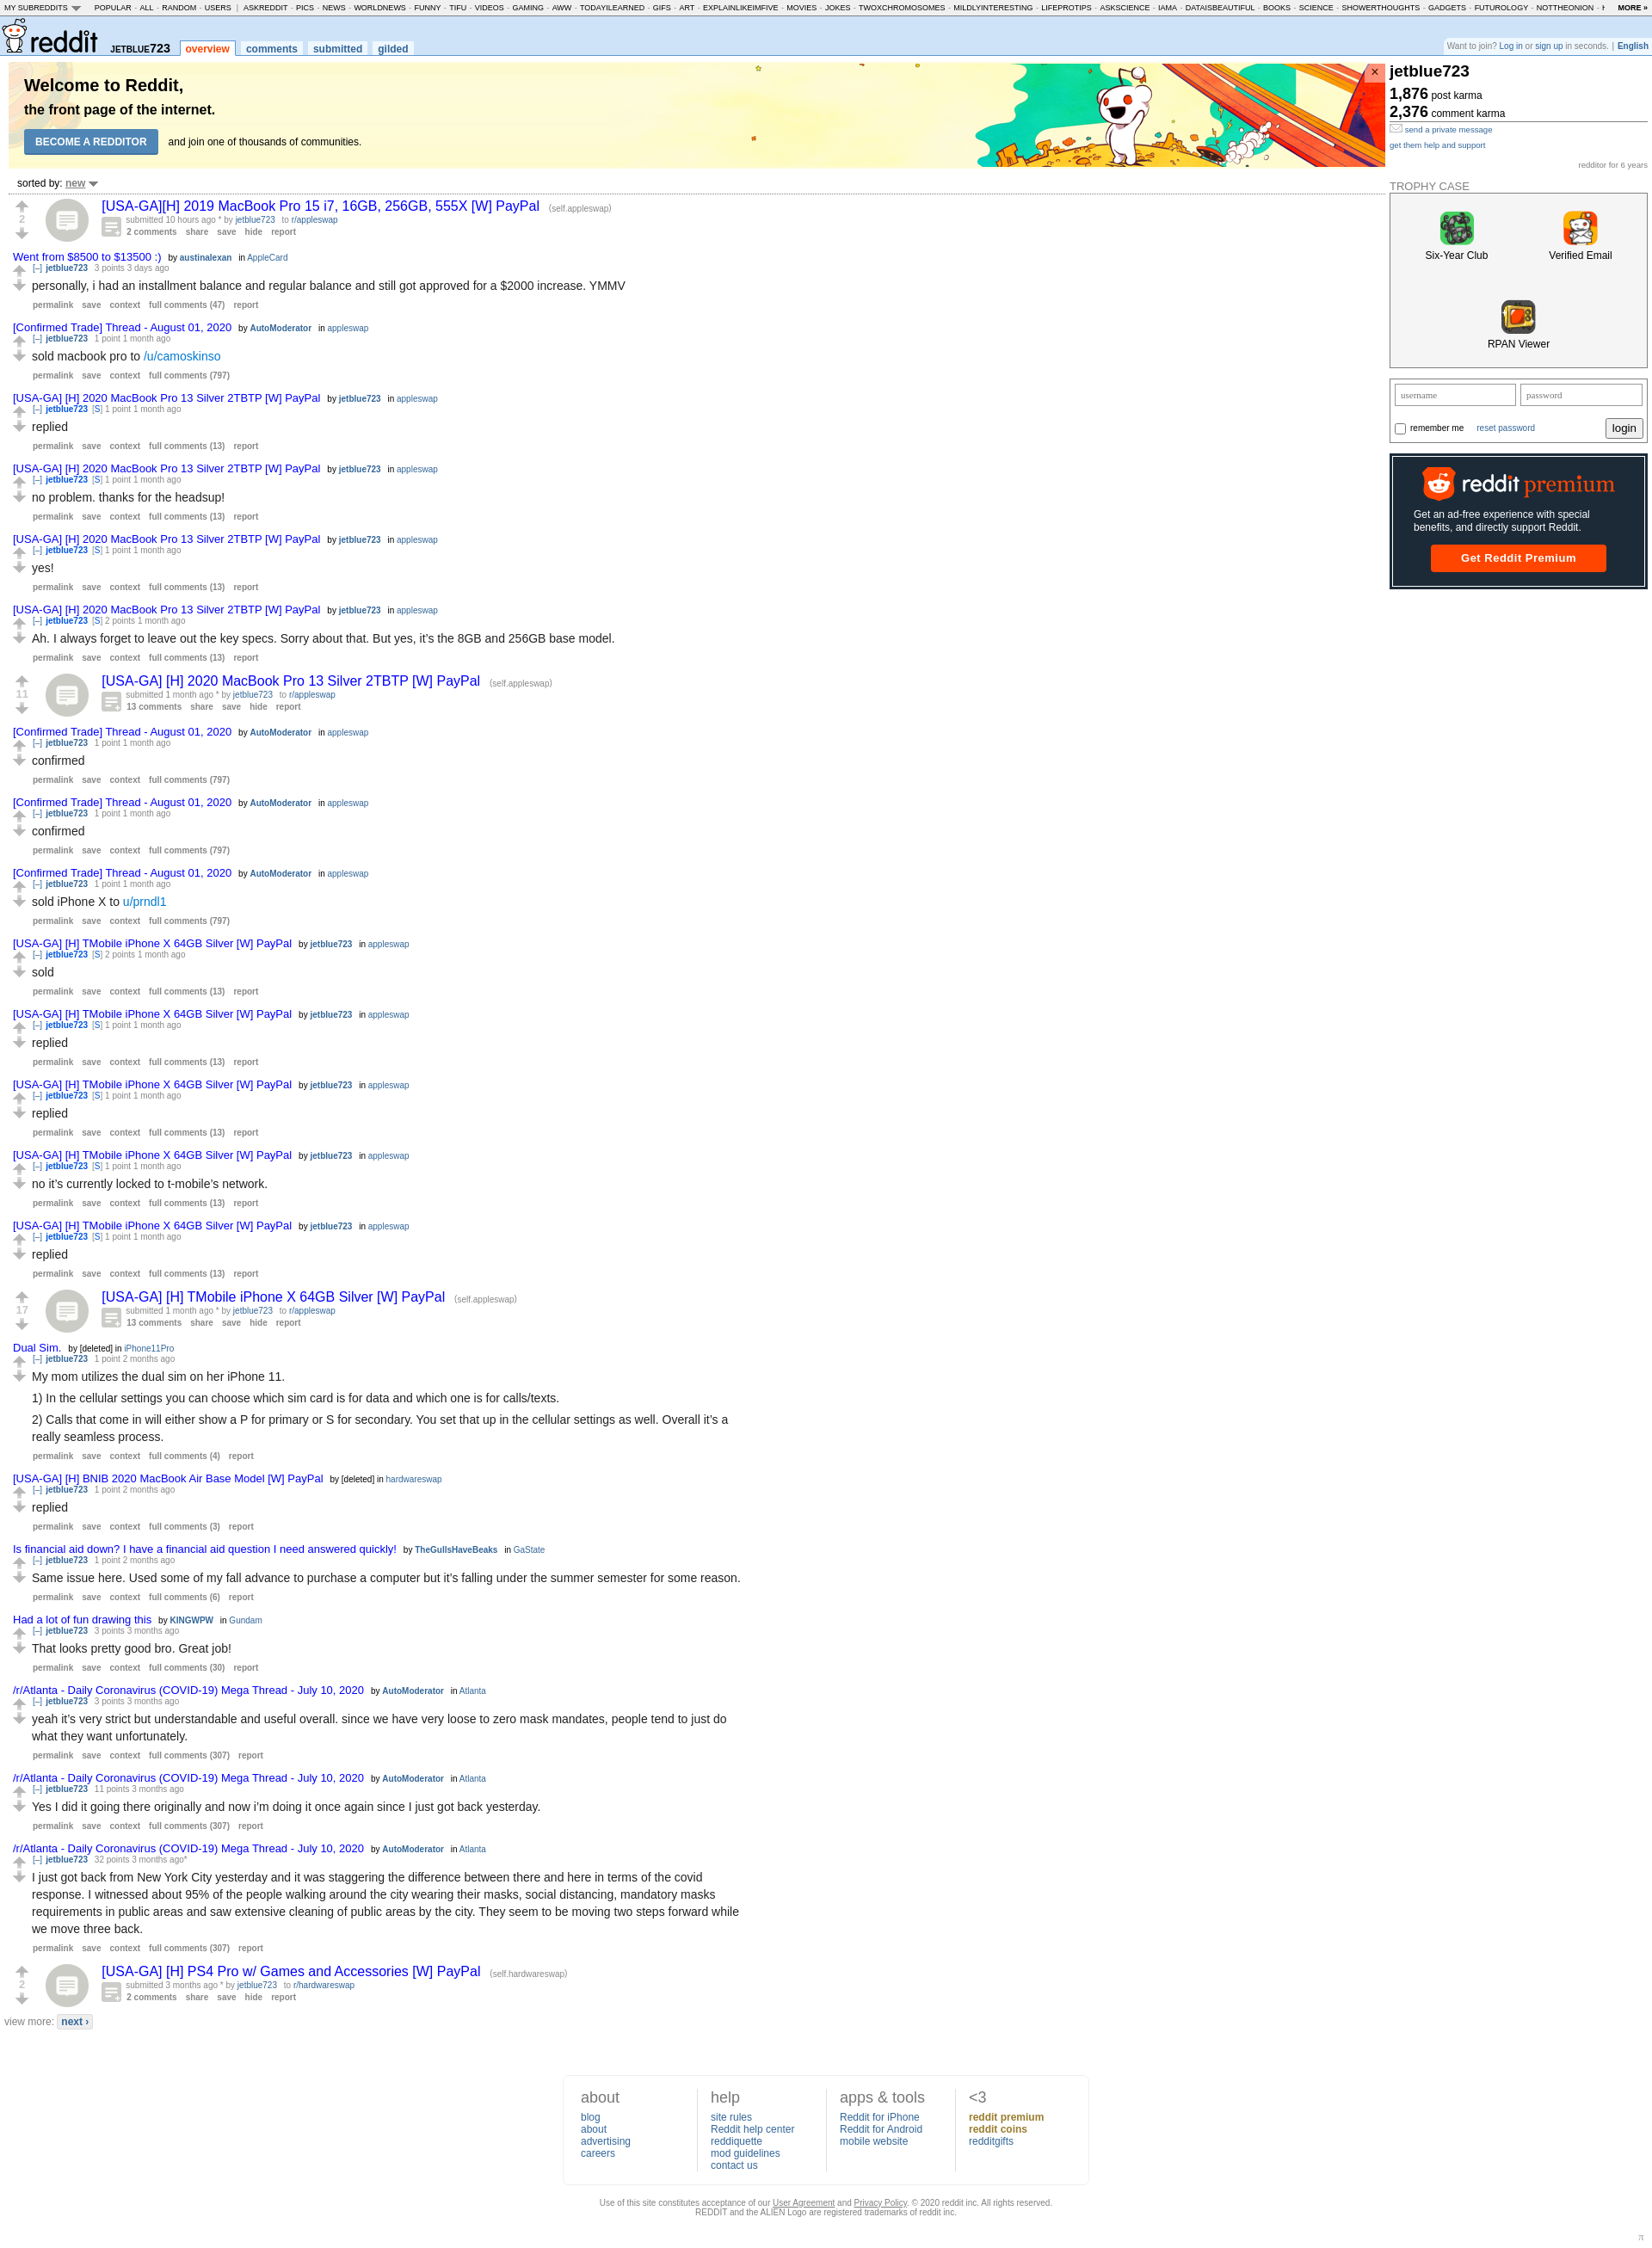 MY SUBREDDITS POPULAR - ALL - RANDOM - USERS | ASKREDDIT - PICS - NEWS - WORLDNEWS - FUNNY - TIFU - VIDEOS - GAMING - AWW - TODAYILEARNED - GIFS - ART - EXPLAINLIKEIMFIVE - MOVIES - JOKES - TWOXCHROMOSOMES - MILDLYINTERESTING - LIFEPROTIPS - ASKSCIENCE - IAMA - DATAISBEAUTIFUL - BOOKS - SCIENCE - SHOWERTHOUGHTS - GADGETS - FUTUROLOGY - NOTTHEONION - MORE »
reddit JETBLUE723 overview comments submitted gilded
Want to join? Log in or sign up in seconds. | English
Welcome to Reddit,
the front page of the internet.
BECOME A REDDITOR and join one of thousands of communities.
×
sorted by: new
2
[USA-GA][H] 2019 MacBook Pro 15 i7, 16GB, 256GB, 555X [W] PayPal (self.appleswap)
submitted 10 hours ago * by jetblue723 to r/appleswap
2 comments share save hide report
Went from $8500 to $13500 :) by austinalexan in AppleCard
[–] jetblue723 3 points 3 days ago
personally, i had an installment balance and regular balance and still got approved for a $2000 increase. YMMV
permalink save context full comments (47) report
[Confirmed Trade] Thread - August 01, 2020 by AutoModerator in appleswap
[–] jetblue723 1 point 1 month ago
sold macbook pro to /u/camoskinso
permalink save context full comments (797)
[USA-GA] [H] 2020 MacBook Pro 13 Silver 2TBTP [W] PayPal by jetblue723 in appleswap
[–] jetblue723 [S] 1 point 1 month ago
replied
permalink save context full comments (13) report
[USA-GA] [H] 2020 MacBook Pro 13 Silver 2TBTP [W] PayPal by jetblue723 in appleswap
[–] jetblue723 [S] 1 point 1 month ago
no problem. thanks for the headsup!
permalink save context full comments (13) report
[USA-GA] [H] 2020 MacBook Pro 13 Silver 2TBTP [W] PayPal by jetblue723 in appleswap
[–] jetblue723 [S] 1 point 1 month ago
yes!
permalink save context full comments (13) report
[USA-GA] [H] 2020 MacBook Pro 13 Silver 2TBTP [W] PayPal by jetblue723 in appleswap
[–] jetblue723 [S] 2 points 1 month ago
Ah. I always forget to leave out the key specs. Sorry about that. But yes, it’s the 8GB and 256GB base model.
permalink save context full comments (13) report
11
[USA-GA] [H] 2020 MacBook Pro 13 Silver 2TBTP [W] PayPal (self.appleswap)
submitted 1 month ago * by jetblue723 to r/appleswap
13 comments share save hide report
[Confirmed Trade] Thread - August 01, 2020 by AutoModerator in appleswap
[–] jetblue723 1 point 1 month ago
confirmed
permalink save context full comments (797)
[Confirmed Trade] Thread - August 01, 2020 by AutoModerator in appleswap
[–] jetblue723 1 point 1 month ago
confirmed
permalink save context full comments (797)
[Confirmed Trade] Thread - August 01, 2020 by AutoModerator in appleswap
[–] jetblue723 1 point 1 month ago
sold iPhone X to u/prndl1
permalink save context full comments (797)
[USA-GA] [H] TMobile iPhone X 64GB Silver [W] PayPal by jetblue723 in appleswap
[–] jetblue723 [S] 2 points 1 month ago
sold
permalink save context full comments (13) report
[USA-GA] [H] TMobile iPhone X 64GB Silver [W] PayPal by jetblue723 in appleswap
[–] jetblue723 [S] 1 point 1 month ago
replied
permalink save context full comments (13) report
[USA-GA] [H] TMobile iPhone X 64GB Silver [W] PayPal by jetblue723 in appleswap
[–] jetblue723 [S] 1 point 1 month ago
replied
permalink save context full comments (13) report
[USA-GA] [H] TMobile iPhone X 64GB Silver [W] PayPal by jetblue723 in appleswap
[–] jetblue723 [S] 1 point 1 month ago
no it’s currently locked to t-mobile’s network.
permalink save context full comments (13) report
[USA-GA] [H] TMobile iPhone X 64GB Silver [W] PayPal by jetblue723 in appleswap
[–] jetblue723 [S] 1 point 1 month ago
replied
permalink save context full comments (13) report
17
[USA-GA] [H] TMobile iPhone X 64GB Silver [W] PayPal (self.appleswap)
submitted 1 month ago * by jetblue723 to r/appleswap
13 comments share save hide report
Dual Sim. by [deleted] in iPhone11Pro
[–] jetblue723 1 point 2 months ago
My mom utilizes the dual sim on her iPhone 11.
1) In the cellular settings you can choose which sim card is for data and which one is for calls/texts.
2) Calls that come in will either show a P for primary or S for secondary. You set that up in the cellular settings as well. Overall it’s a
really seamless process.
permalink save context full comments (4) report
[USA-GA] [H] BNIB 2020 MacBook Air Base Model [W] PayPal by [deleted] in hardwareswap
[–] jetblue723 1 point 2 months ago
replied
permalink save context full comments (3) report
Is financial aid down? I have a financial aid question I need answered quickly! by TheGullsHaveBeaks in GaState
[–] jetblue723 1 point 2 months ago
Same issue here. Used some of my fall advance to purchase a computer but it’s falling under the summer semester for some reason.
permalink save context full comments (6) report
Had a lot of fun drawing this by KINGWPW in Gundam
[–] jetblue723 3 points 3 months ago
That looks pretty good bro. Great job!
permalink save context full comments (30) report
/r/Atlanta - Daily Coronavirus (COVID-19) Mega Thread - July 10, 2020 by AutoModerator in Atlanta
[–] jetblue723 3 points 3 months ago
yeah it’s very strict but understandable and useful overall. since we have very loose to zero mask mandates, people tend to just do
what they want unfortunately.
permalink save context full comments (307) report
/r/Atlanta - Daily Coronavirus (COVID-19) Mega Thread - July 10, 2020 by AutoModerator in Atlanta
[–] jetblue723 11 points 3 months ago
Yes I did it going there originally and now i’m doing it once again since I just got back yesterday.
permalink save context full comments (307) report
/r/Atlanta - Daily Coronavirus (COVID-19) Mega Thread - July 10, 2020 by AutoModerator in Atlanta
[–] jetblue723 32 points 3 months ago*
I just got back from New York City yesterday and it was staggering the difference between there and here in terms of the covid
response. I witnessed about 95% of the people walking around the city wearing their masks, social distancing, mandatory masks
requirements in public areas and saw extensive cleaning of public areas by the city. They seem to be moving two steps forward while
we move three back.
permalink save context full comments (307) report
2
[USA-GA] [H] PS4 Pro w/ Games and Accessories [W] PayPal (self.hardwareswap)
submitted 3 months ago * by jetblue723 to r/hardwareswap
2 comments share save hide report
view more: next ›
jetblue723
1,876 post karma
2,376 comment karma
send a private message
get them help and support
redditor for 6 years
TROPHY CASE
Six-Year Club
Verified Email
RPAN Viewer
username
password
remember me reset password login
reddit premium
Get an ad-free experience with special
benefits, and directly support Reddit.
Get Reddit Premium
about
blog
about
advertising
careers
help
site rules
Reddit help center
reddiquette
mod guidelines
contact us
apps & tools
Reddit for iPhone
Reddit for Android
mobile website
<3
reddit premium
reddit coins
redditgifts
Use of this site constitutes acceptance of our User Agreement and Privacy Policy. © 2020 reddit inc. All rights reserved.
REDDIT and the ALIEN Logo are registered trademarks of reddit inc.
π